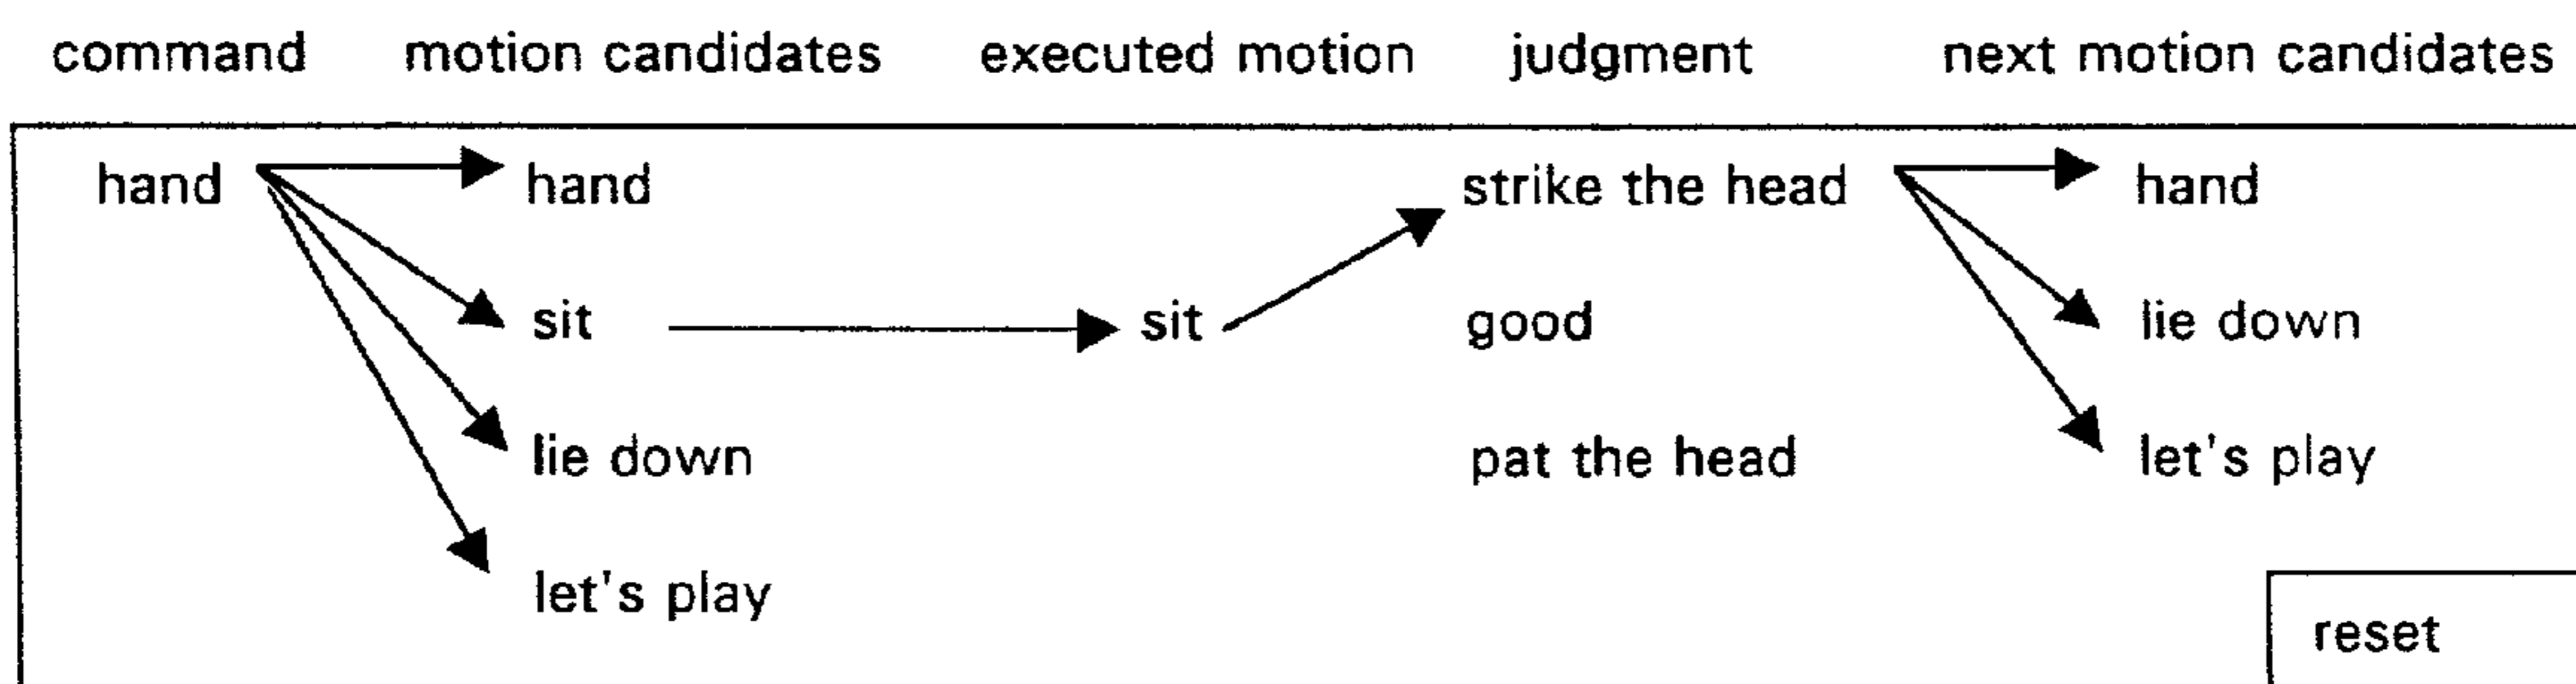 command motion candidates executed motion judgment next motion candidates
hand hand strike the head hand
sit sit good lie down
lie down pat the head let's play
let's play
reset